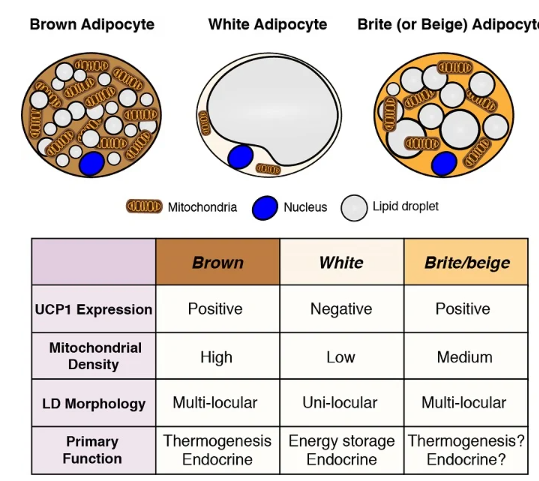 Brown Adipocyte
White Adipocyte
Brite (or Beige) Adipocyt
Mitochondria
Nucleus
Lipid droplet
Brown
White
Brite/beige
UCP1 Expression
Positive
Negative
Positive
Mitochondrial
Density
High
Low
Medium
LD Morphology
Multi-locular
Uni-locular
Multi-locular
Primary
Function
Thermogenesis
Endocrine
Energy storage
Endocrine
Thermogenesis?
Endocrine?